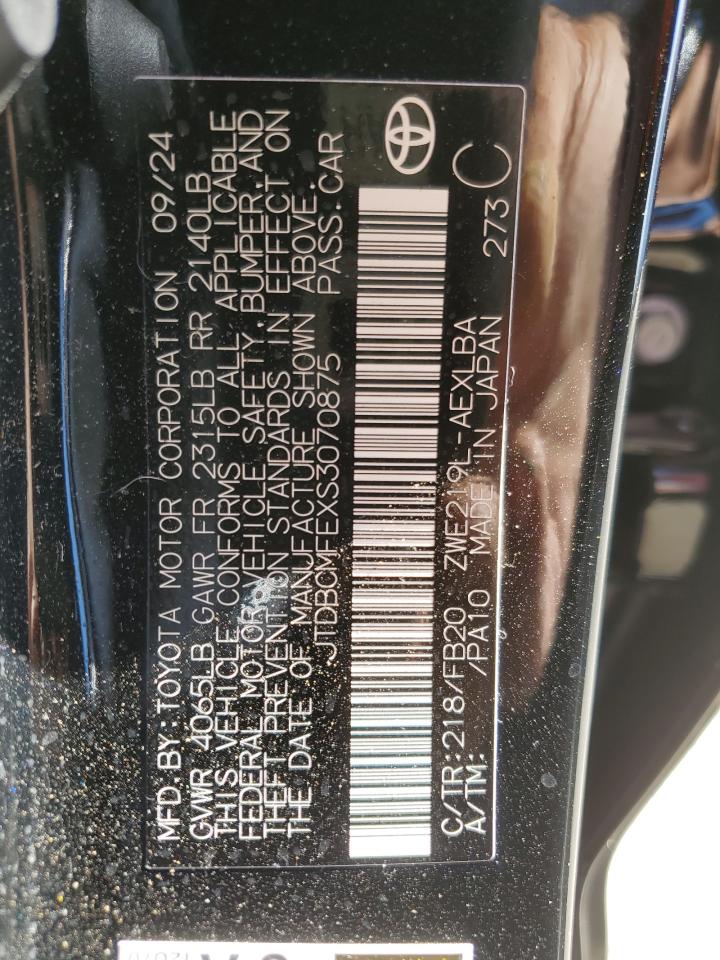 MFD.BY:TOYOTA MOTOR CORPORATION 09/24
GVWR 4065LB GAWR FR 2315LB RR 2140LB
THIS VEHICLE CONFORMS TO ALL APPLICABLE
FEDERAL MOTOR VEHICLE SAFETY, BUMPER, AND
THEFT PREVENTION STANDARDS IN EFFECT ON
THE DATE OF MANUFACTURE SHOWN ABOVE.
JTDBCMFEXS3070875 PASS.CAR
C/TR:218/FB20 ZWE219L-AEXLBA
A/TM: /PA10 MADE IN JAPAN 273 C